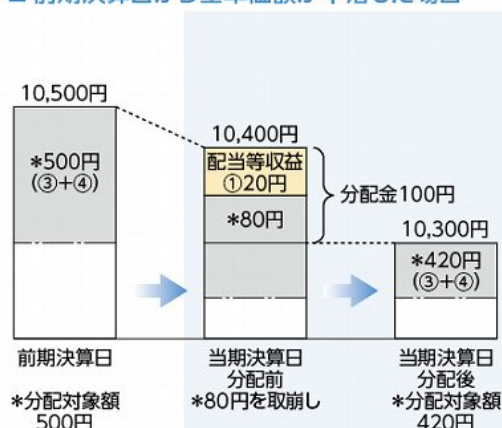 10,500円
*500円
(③+④)
10,400円
配当等収益
①20円
*80円
分配金100円
10,300円
*420円
(③+④)
前期決算日
*分配対象額
500円
当期決算日
分配前
*80円を取崩し
当期決算日
分配後
*分配対象額
420円